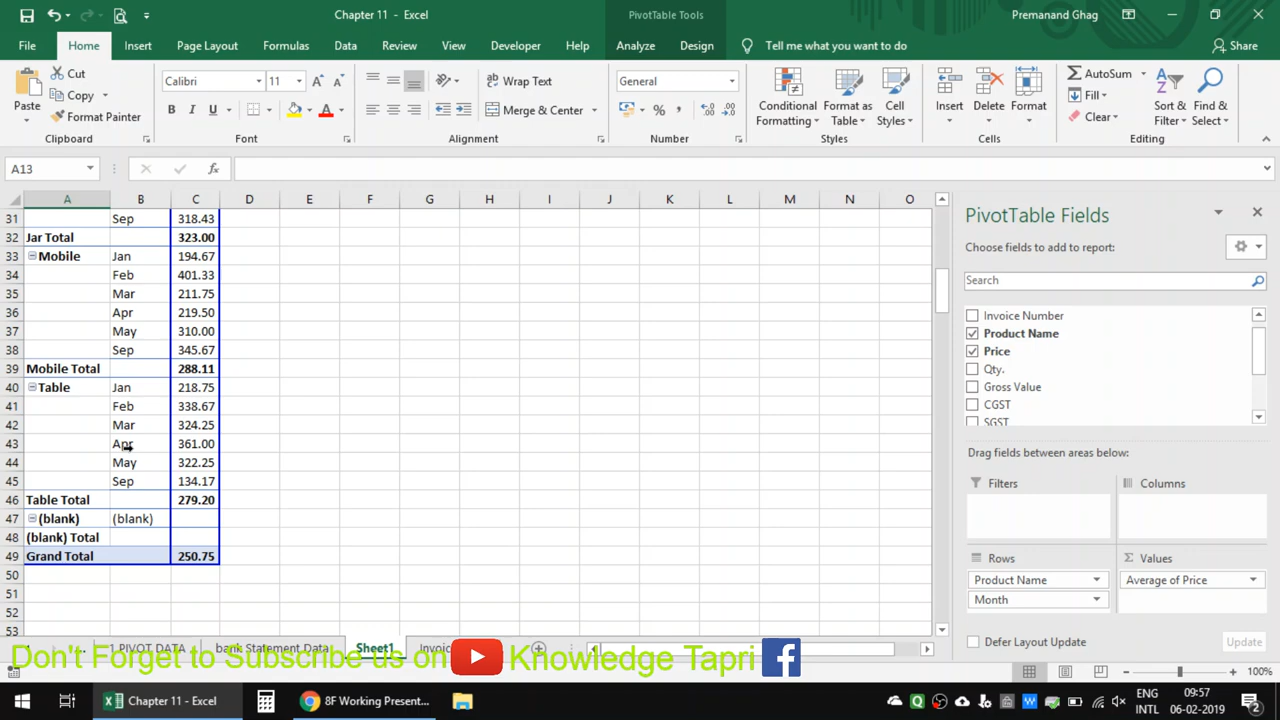 Chapter 11 - Excel
PivotTable Tools
Premanand Ghag
File Home Insert Page Layout Formulas Data Review View Developer Help Analyze Design Tell me what you want to do Share
Paste
Cut
Copy
Format Painter
Clipboard
Calibri 11
B I U
Font
Wrap Text
Merge & Center
Alignment
General
Number
Conditional Formatting
Format as Table
Cell Styles
Styles
Insert
Delete
Format
Cells
AutoSum
Fill
Clear
Sort & Filter
Find & Select
Editing
A13 fx
A B C D E F G H I J K L M N O
31 Sep 318.43
32 Jar Total 323.00
33 Mobile Jan 194.67
34 Feb 401.33
35 Mar 211.75
36 Apr 219.50
37 May 310.00
38 Sep 345.67
39 Mobile Total 288.11
40 Table Jan 218.75
41 Feb 338.67
42 Mar 324.25
43 Apr 361.00
44 May 322.25
45 Sep 134.17
46 Table Total 279.20
47 (blank) (blank)
48 (blank) Total
49 Grand Total 250.75
50
51
52
53
PivotTable Fields
Choose fields to add to report:
Search
Invoice Number
Product Name
Price
Qty.
Gross Value
CGST
SGST
Drag fields between areas below:
Filters
Columns
Rows
Values
Product Name
Average of Price
Month
Defer Layout Update
Update
1 PIVOT DATA bank Statement Data Sheet1
Don't Forget to Subscribe us on Knowledge Tapri
100%
Chapter 11 - Excel
8F Working Present...
ENG
INTL
09:57
06-02-2019
2